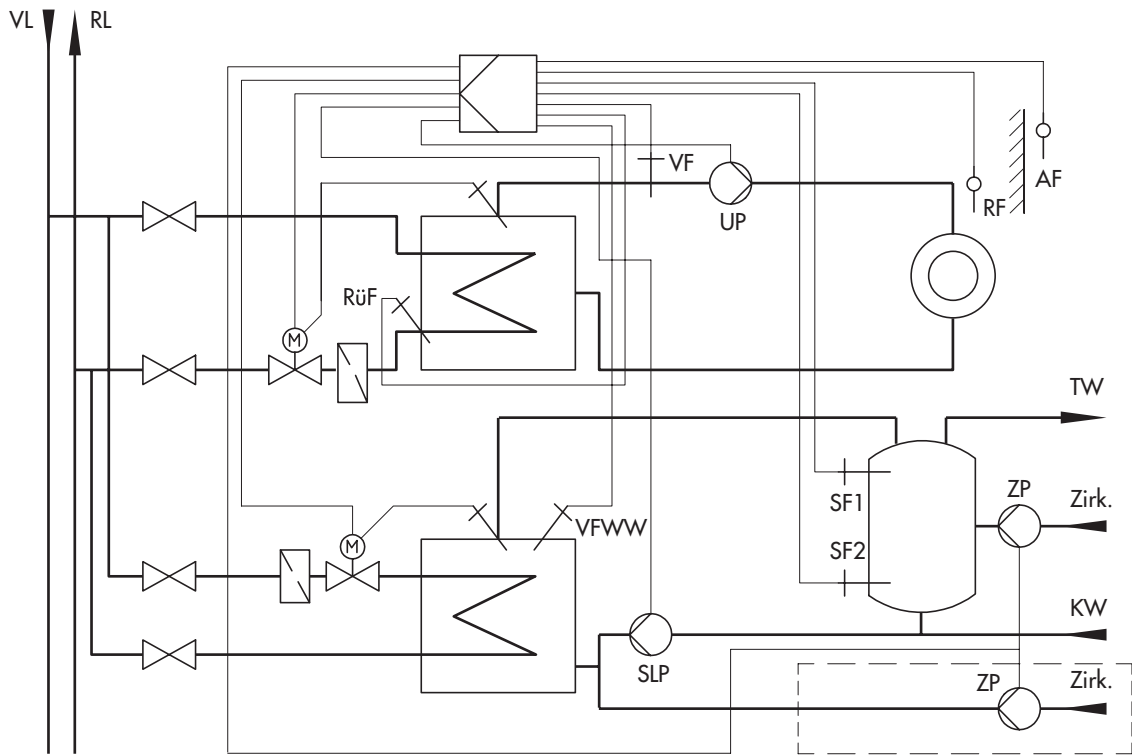 VL
RL
VF
UP
RF
AF
RüF
M
TW
SF1
ZP
Zirk.
VFWW
M
SF2
KW
SLP
ZP
Zirk.